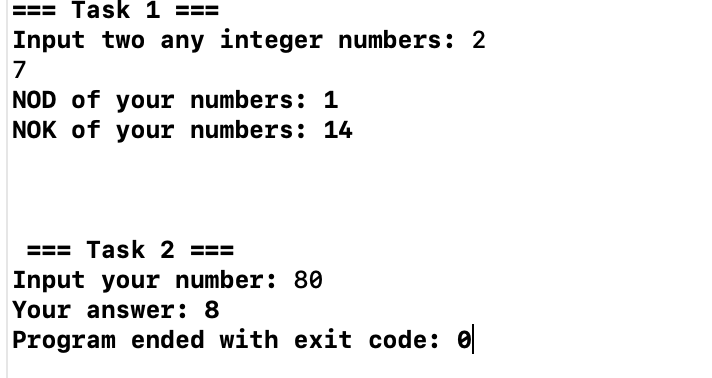 === Task 1 ===
Input two any integer numbers: 2
7
NOD of your numbers: 1
NOK of your numbers: 14
=== Task 2 ===
Input your number: 80
Your answer: 8
Program ended with exit code: 0